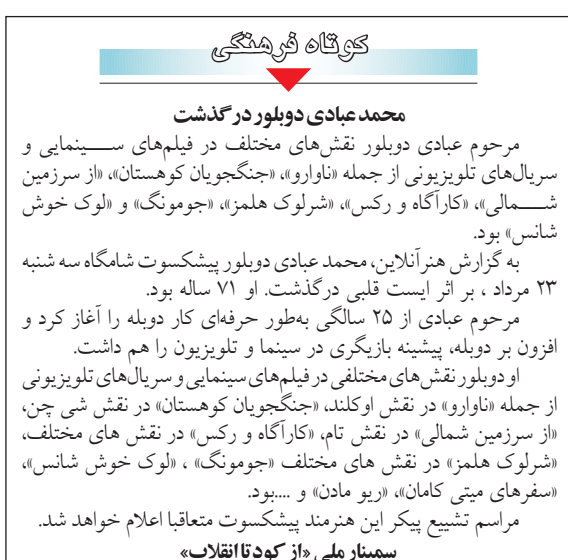 کوتاه فرهنگی
محمد عبادی دوبلور درگذشت
مرحوم عبادی دوبلور نقش‌های مختلف در فیلم‌های سینمایی و
سریال‌های تلویزیونی از جمله «ناوارو»، «جنگجویان کوهستان»، «از سرزمین
شمالی»، «کارآگاه و رکس»، «شرلوک هلمز»، «جومونگ» و «لوک خوش
شانس» بود.
به گزارش هنرآنلاین، محمد عبادی دوبلور پیشکسوت شامگاه سه شنبه
۲۳ مرداد ، بر اثر ایست قلبی درگذشت. او ۷۱ ساله بود.
مرحوم عبادی از ۲۵ سالگی به‌طور حرفه‌ای کار دوبله را آغاز کرد و
افزون بر دوبله، پیشینه بازیگری در سینما و تلویزیون را هم داشت.
او دوبلور نقش‌های مختلفی در فیلم‌های سینمایی و سریال‌های تلویزیونی
از جمله «ناوارو» در نقش اوکلند، «جنگجویان کوهستان» در نقش شی چن،
«از سرزمین شمالی» در نقش تام، «کارآگاه و رکس» در نقش های مختلف،
«شرلوک هلمز» در نقش های مختلف «جومونگ» ، «لوک خوش شانس»،
«سفرهای میتی کامان»، «ریو مادن» و ....بود.
مراسم تشییع پیکر این هنرمند پیشکسوت متعاقبا اعلام خواهد شد.
سمینار ملی «از کودتا تا انقلاب»